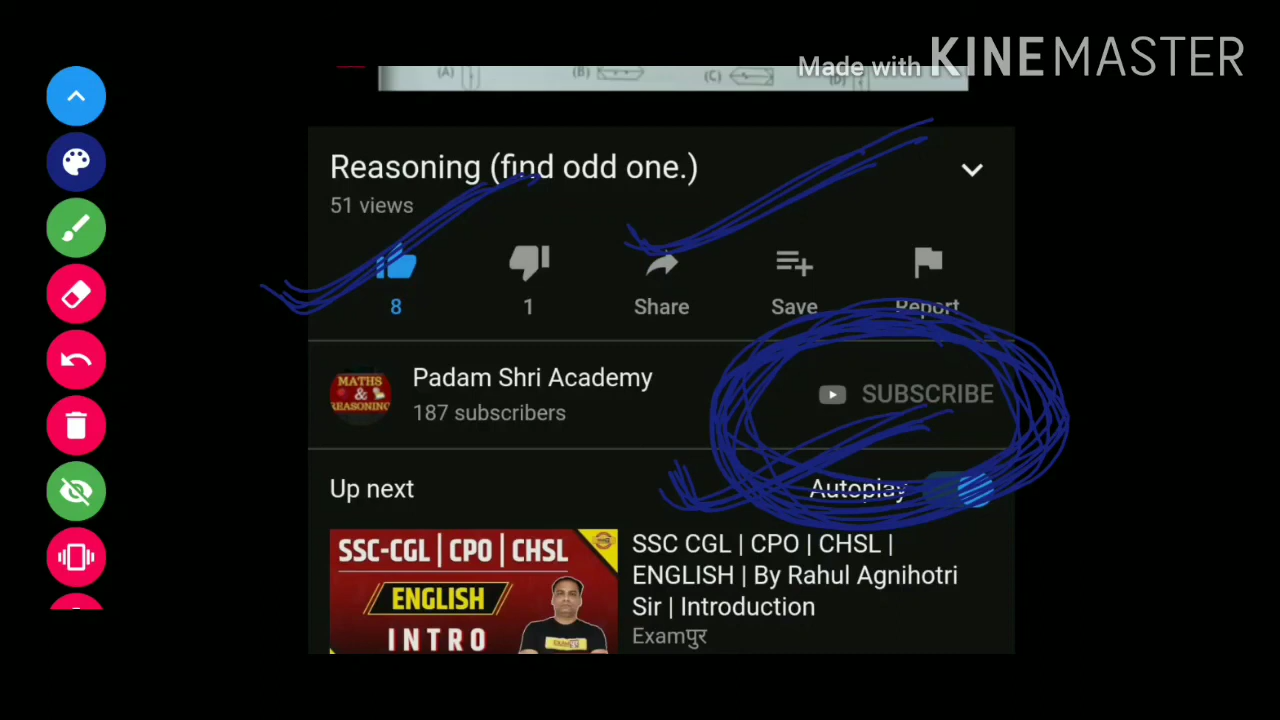 Made with KINEMASTER
(A) (B) (C) (D)
Reasoning (find odd one.)
51 views
8 1 Share Save Report
MATHS
&
REASONING
Padam Shri Academy
187 subscribers
SUBSCRIBE
Up next
Autoplay
SSC-CGL | CPO | CHSL
ENGLISH
INTRO
SSC CGL | CPO | CHSL |
ENGLISH | By Rahul Agnihotri
Sir | Introduction
Examपुर